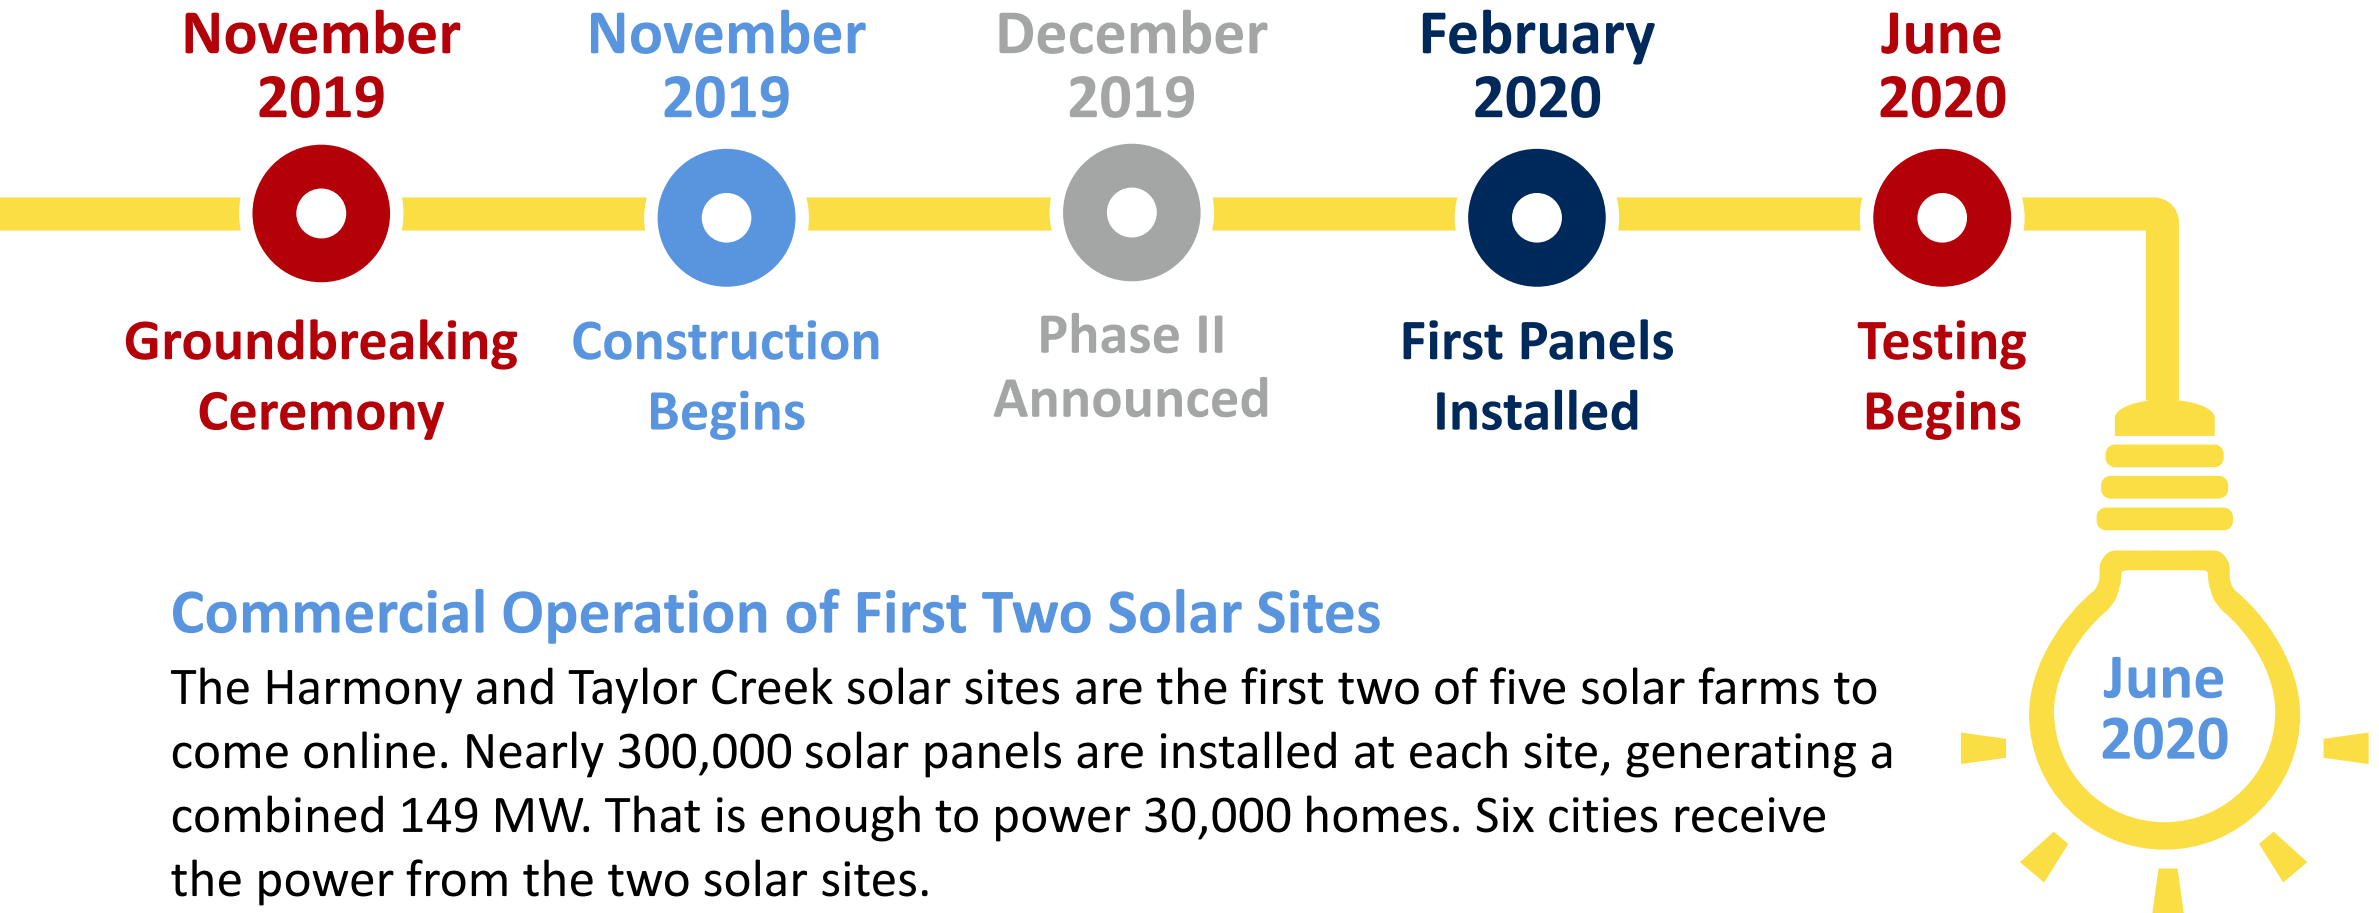 November
2019
November
2019
December
2019
February
2020
June
2020
Groundbreaking
Ceremony
Construction
Begins
Phase II
Announced
First Panels
Installed
Testing
Begins
Commercial Operation of First Two Solar Sites
The Harmony and Taylor Creek solar sites are the first two of five solar farms to
come online. Nearly 300,000 solar panels are installed at each site, generating a
combined 149 MW. That is enough to power 30,000 homes. Six cities receive
the power from the two solar sites.
June
2020